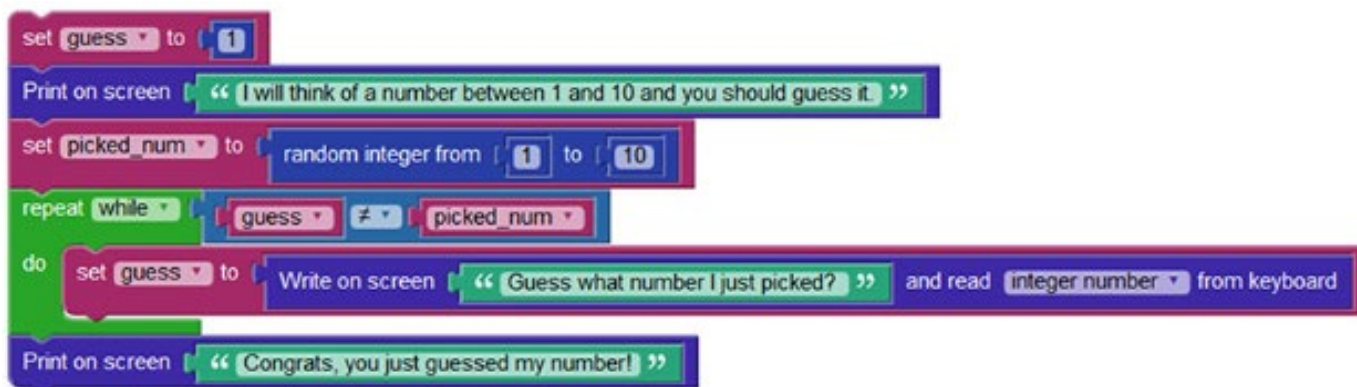 set guess to 1
Print on screen “ I will think of a number between 1 and 10 and you should guess it. ”
set picked_num to random integer from 1 to 10
repeat while guess ≠ picked_num
do set guess to Write on screen “ Guess what number I just picked? ” and read integer number from keyboard
Print on screen “ Congrats, you just guessed my number! ”